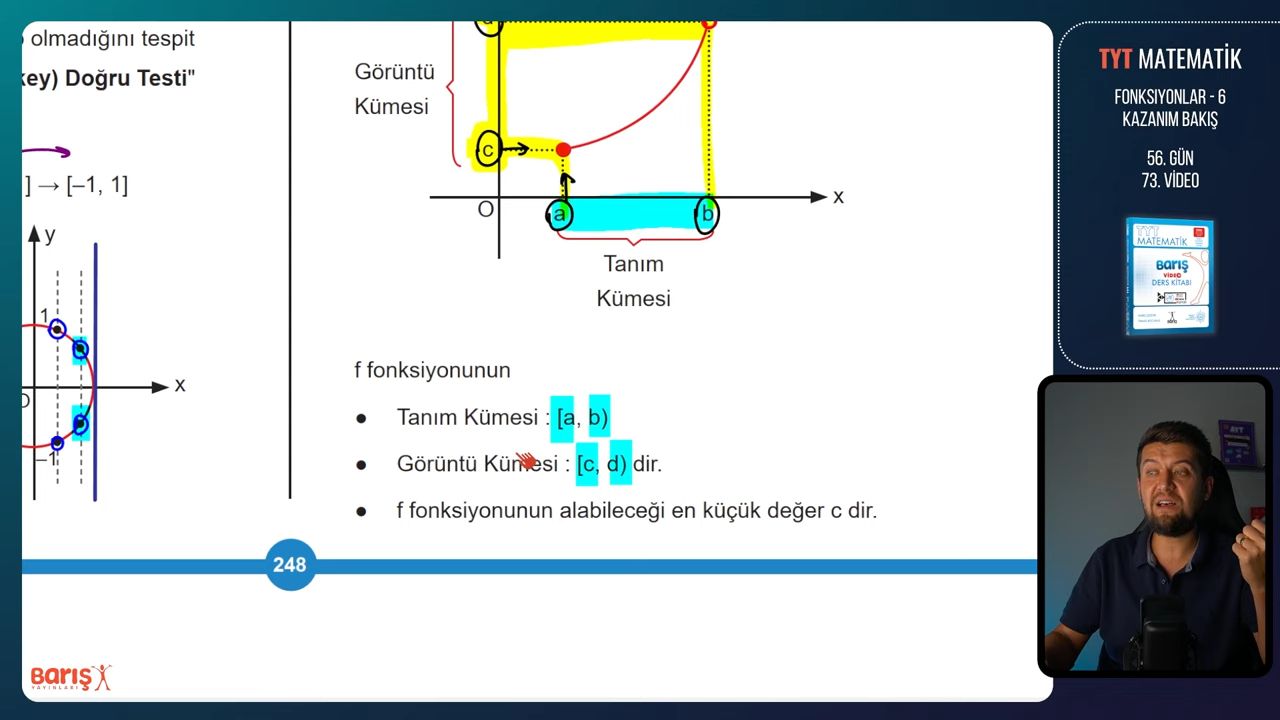 olmadığını tespit
key) Doğru Testi"
] → [–1, 1]
y
1
x
–1
d
Görüntü
Kümesi
c
O
a
b
x
Tanım
Kümesi
f fonksiyonunun
● Tanım Kümesi : [a, b)
● Görüntü Kümesi : [c, d) dir.
● f fonksiyonunun alabileceği en küçük değer c dir.
248
BARIŞ
YAYINLARI
TYT MATEMATİK
FONKSIYONLAR - 6
KAZANIM BAKIŞ
56. GÜN
73. VİDEO
TYT
MATEMATİK
BARIŞ
VİDEO
DERS KİTABI